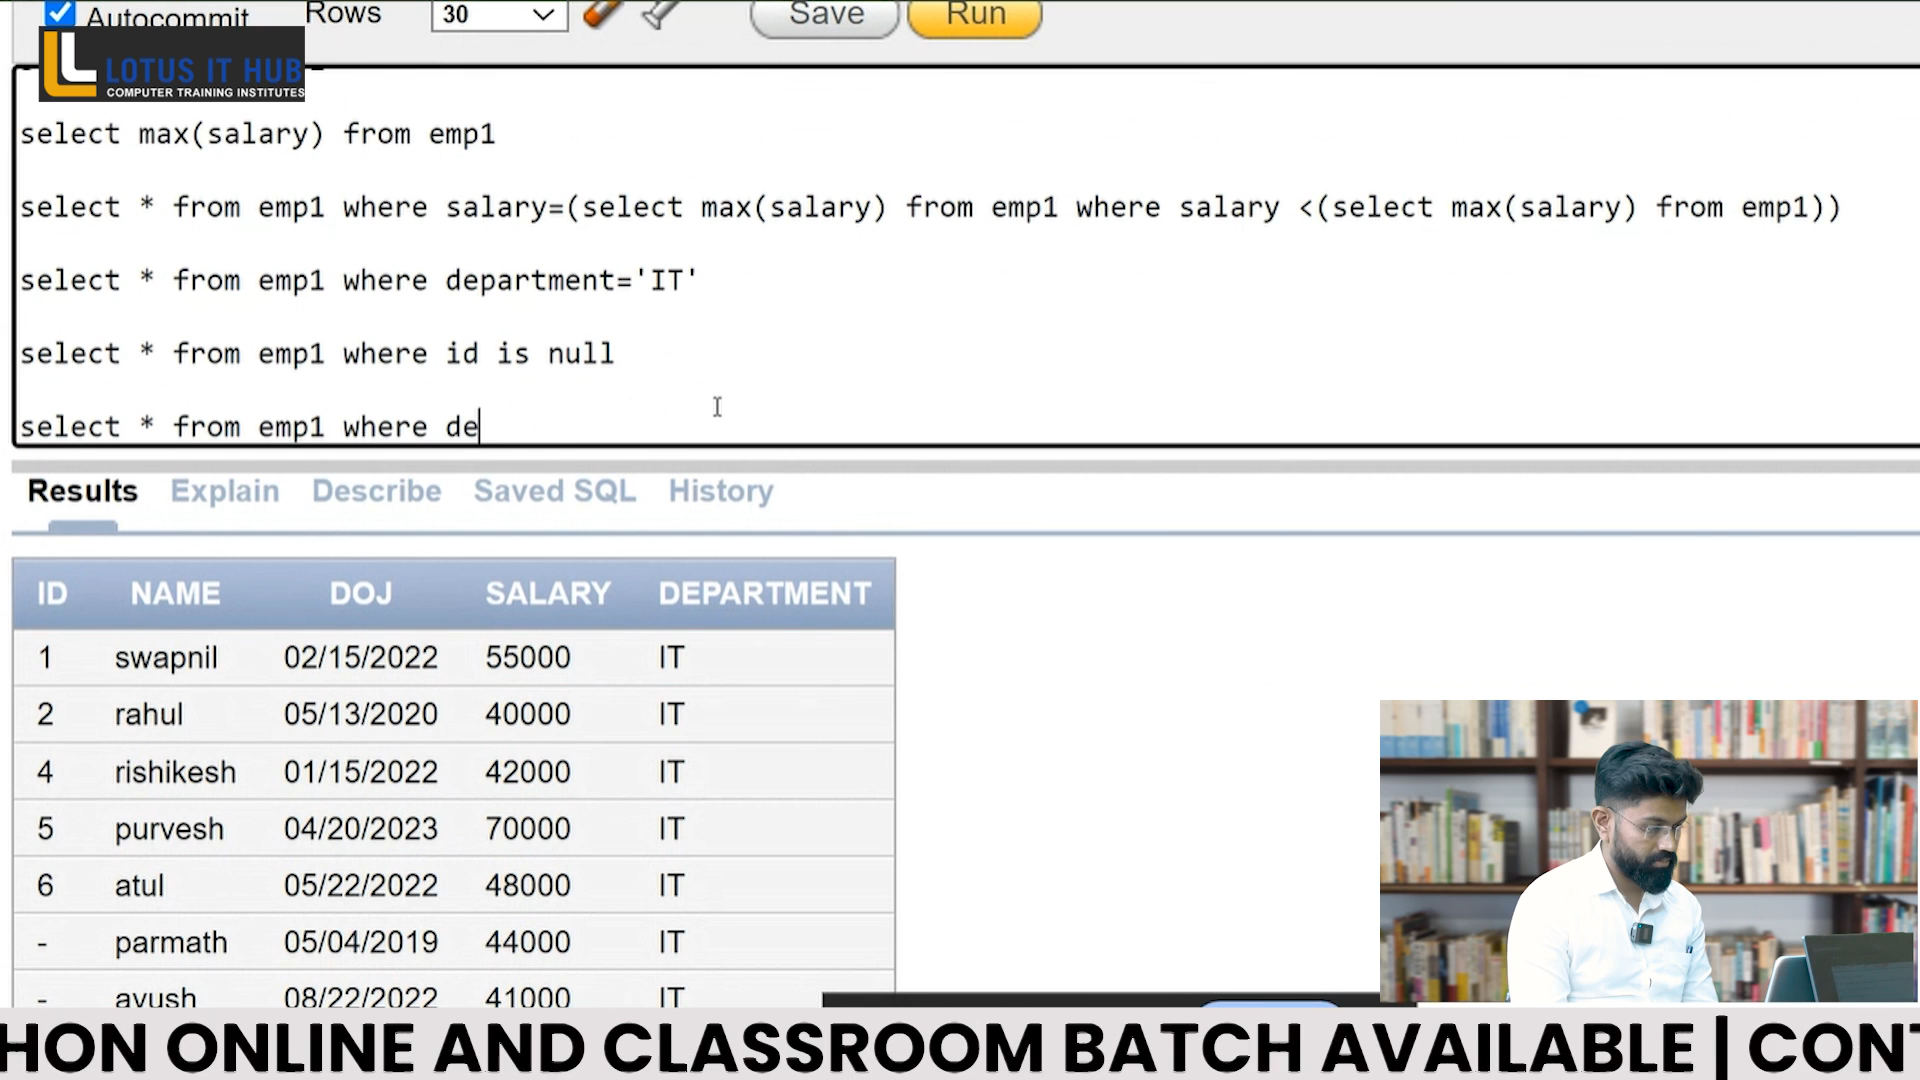 Autocommit Rows 30 Save Run
LOTUS IT HUB
COMPUTER TRAINING INSTITUTES
select max(salary) from emp1
select * from emp1 where salary=(select max(salary) from emp1 where salary <(select max(salary) from emp1))
select * from emp1 where department='IT'
select * from emp1 where id is null
select * from emp1 where de
Results Explain Describe Saved SQL History
ID NAME DOJ SALARY DEPARTMENT
1 swapnil 02/15/2022 55000 IT
2 rahul 05/13/2020 40000 IT
4 rishikesh 01/15/2022 42000 IT
5 purvesh 04/20/2023 70000 IT
6 atul 05/22/2022 48000 IT
- parmath 05/04/2019 44000 IT
- ayush 08/22/2022 41000 IT
HON ONLINE AND CLASSROOM BATCH AVAILABLE | CONT